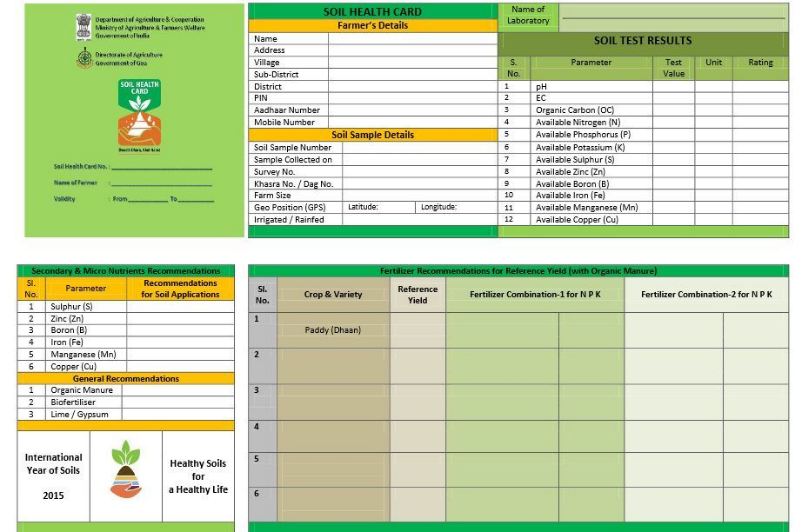 Department of Agriculture & Cooperation
Ministry of Agriculture & Farmers Welfare
Government of India
Directorate of Agriculture
Government of Goa
SOIL HEALTH
CARD
Soil Health Card No. :
Name of Farmer :
Validity : From To
SOIL HEALTH CARD
Farmer's Details
Name
Address
Village
Sub-District
District
PIN
Aadhaar Number
Mobile Number
Soil Sample Details
Soil Sample Number
Sample Collected on
Survey No.
Khasra No. / Dag No.
Farm Size
Geo Position (GPS) Latitude: Longitude:
Irrigated / Rainfed
Name of
Laboratory
SOIL TEST RESULTS
S. No. Parameter Test Value Unit Rating
1 pH
2 EC
3 Organic Carbon (OC)
4 Available Nitrogen (N)
5 Available Phosphorus (P)
6 Available Potassium (K)
7 Available Sulphur (S)
8 Available Zinc (Zn)
9 Available Boron (B)
10 Available Iron (Fe)
11 Available Manganese (Mn)
12 Available Copper (Cu)
Secondary & Micro Nutrients Recommendations
Sl. No. Parameter Recommendations for Soil Applications
1 Sulphur (S)
2 Zinc (Zn)
3 Boron (B)
4 Iron (Fe)
5 Manganese (Mn)
6 Copper (Cu)
General Recommendations
1 Organic Manure
2 Biofertiliser
3 Lime / Gypsum
International
Year of Soils
2015
Healthy Soils
for
a Healthy Life
Fertilizer Recommendations for Reference Yield (with Organic Manure)
Sl. No. Crop & Variety Reference Yield Fertilizer Combination-1 for N P K Fertilizer Combination-2 for N P K
1 Paddy (Dhaan)
2
3
4
5
6